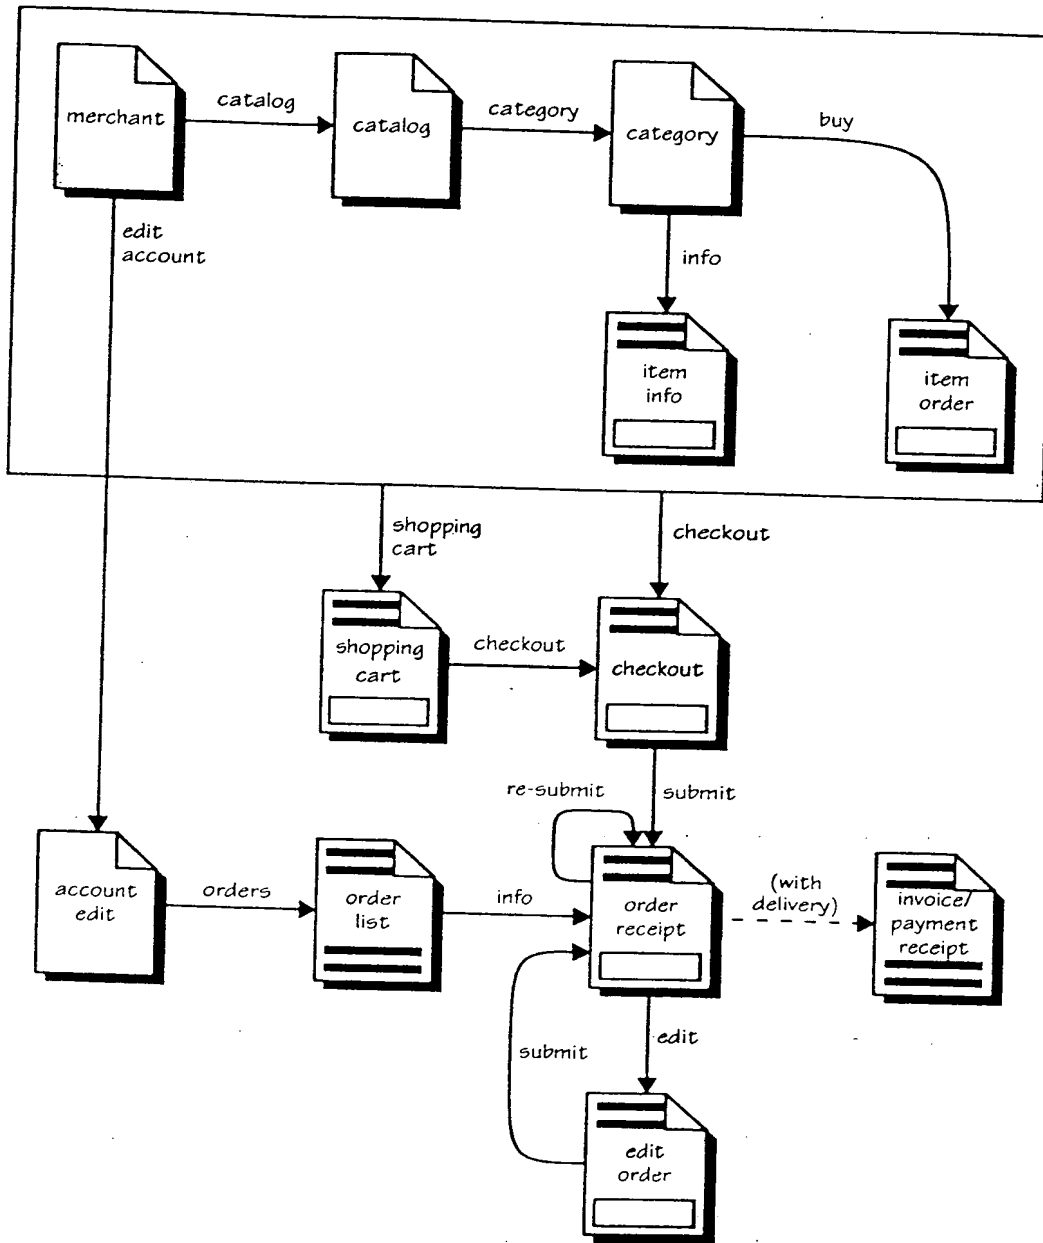 merchant
catalog
catalog
category
category
buy
edit
account
info
item
info
item
order
shopping
cart
checkout
shopping
cart
checkout
checkout
re-submit
submit
account
edit
orders
order
list
info
order
receipt
(with
delivery)
invoice/
payment
receipt
submit
edit
edit
order